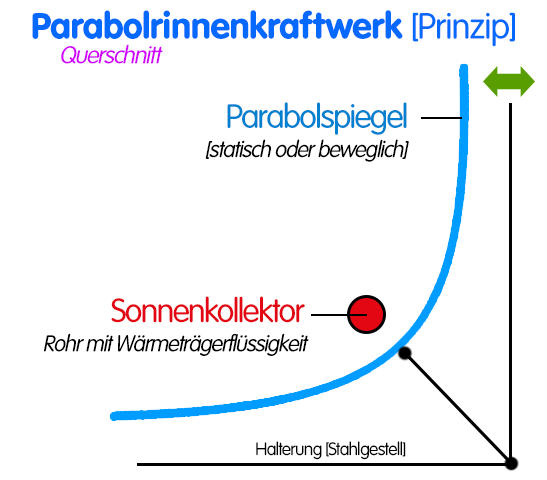 Parabolrinnenkraftwerk [Prinzip]
Querschnitt
Parabolspiegel
[statisch oder beweglich]
Sonnenkollektor
Rohr mit Wärmeträgerflüssigkeit
Halterung [Stahlgestell]